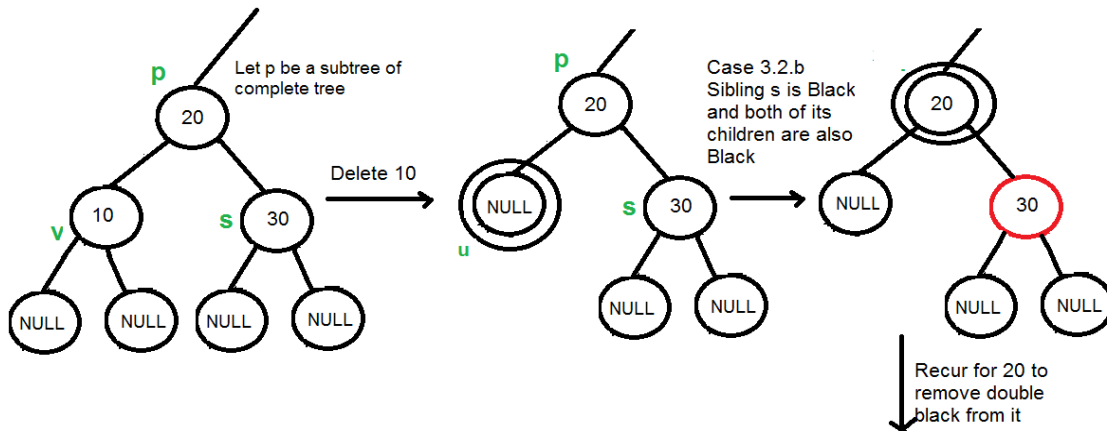 p
Let p be a subtree of
complete tree
20
10
v
s
30
NULL
NULL
NULL
NULL
Delete 10
p
20
NULL
u
s
30
NULL
NULL
Case 3.2.b
Sibling s is Black
and both of its
children are also
Black
20
NULL
30
NULL
NULL
Recur for 20 to
remove double
black from it